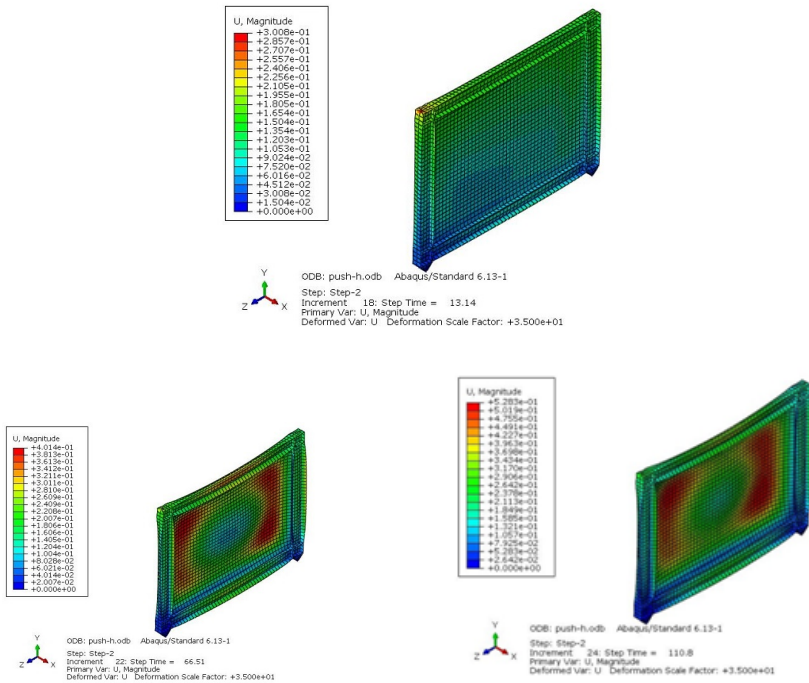 U, Magnitude
+3.008e-01
+2.857e-01
+2.707e-01
+2.557e-01
+2.406e-01
+2.256e-01
+2.105e-01
+1.955e-01
+1.805e-01
+1.654e-01
+1.504e-01
+1.354e-01
+1.203e-01
+1.053e-01
+9.024e-02
+7.520e-02
+6.016e-02
+4.512e-02
+3.008e-02
+1.504e-02
+0.000e+00
Y
Z
X
ODB: push-h.odb Abaqus/Standard 6.13-1
Step: Step-2
Increment 18: Step Time = 13.14
Primary Var: U, Magnitude
Deformed Var: U Deformation Scale Factor: +3.500e+01
U, Magnitude
+4.014e-01
+3.813e-01
+3.613e-01
+3.412e-01
+3.211e-01
+3.011e-01
+2.810e-01
+2.609e-01
+2.409e-01
+2.208e-01
+2.007e-01
+1.806e-01
+1.606e-01
+1.405e-01
+1.204e-01
+1.004e-01
+8.028e-02
+6.021e-02
+4.014e-02
+2.007e-02
+0.000e+00
Y
Z
X
ODB: push-h.odb Abaqus/Standard 6.13-1
Step: Step-2
Increment 22: Step Time = 66.51
Primary Var: U, Magnitude
Deformed Var: U Deformation Scale Factor: +3.500e+01
U, Magnitude
+5.283e-01
+5.019e-01
+4.755e-01
+4.491e-01
+4.227e-01
+3.963e-01
+3.698e-01
+3.434e-01
+3.170e-01
+2.906e-01
+2.642e-01
+2.378e-01
+2.113e-01
+1.849e-01
+1.585e-01
+1.321e-01
+1.057e-01
+7.925e-02
+5.283e-02
+2.642e-02
+0.000e+00
Y
Z
X
ODB: push-h.odb Abaqus/Standard 6.13-1
Step: Step-2
Increment 24: Step Time = 110.8
Primary Var: U, Magnitude
Deformed Var: U Deformation Scale Factor: +3.500e+01